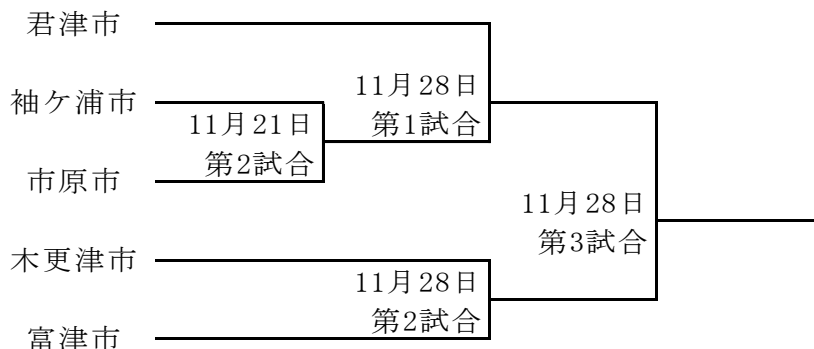 君津市
袖ケ浦市
市原市
木更津市
富津市
11月21日
第2試合
11月28日
第1試合
11月28日
第2試合
11月28日
第3試合